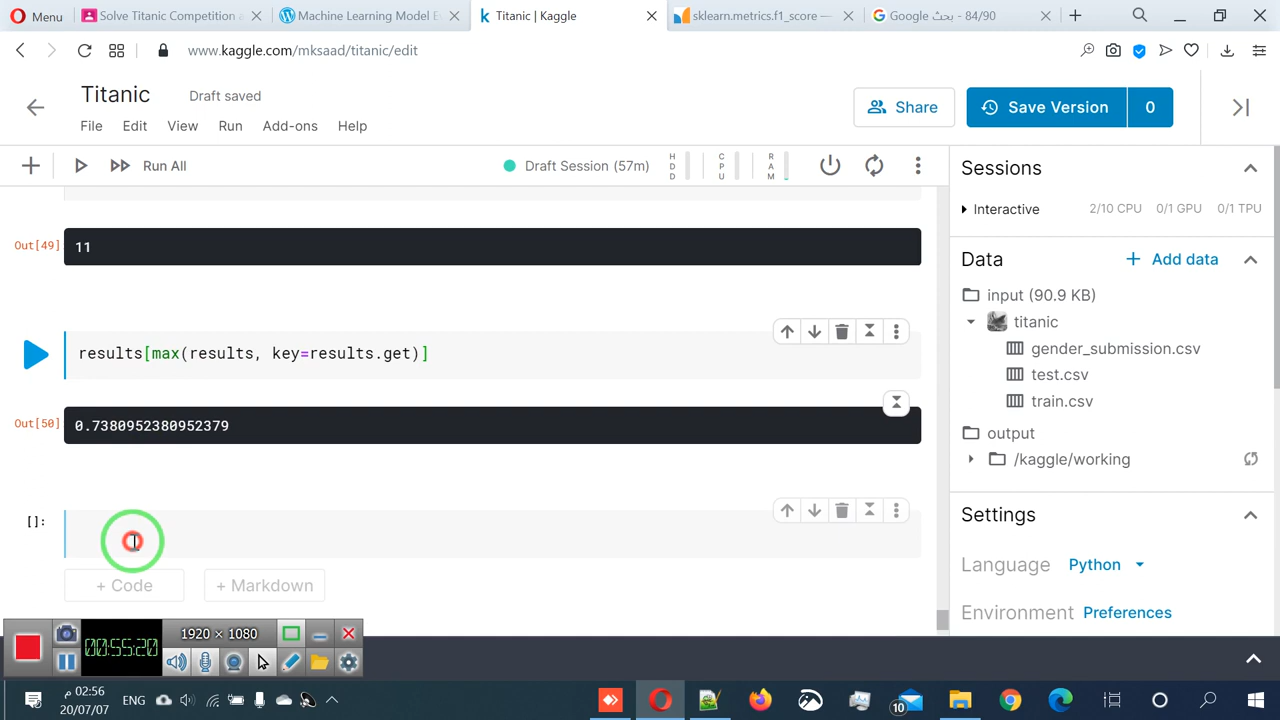 Menu
Solve Titanic Competition a
Machine Learning Model Ev
Titanic | Kaggle
sklearn.metrics.f1_score —
84/90 - بحث Google
www.kaggle.com/mksaad/titanic/edit
Titanic
Draft saved
Share
Save Version
0
File
Edit
View
Run
Add-ons
Help
Run All
Draft Session (57m)
HDD
CPU
RAM
Out[49]
11
results[max(results, key=results.get)]
Out[50]
0.7380952380952379
[]:
+ Code
+ Markdown
Sessions
Interactive
2/10 CPU
0/1 GPU
0/1 TPU
Data
+ Add data
input (90.9 KB)
titanic
gender_submission.csv
test.csv
train.csv
output
/kaggle/working
Settings
Language
Python
Environment
Preferences
1920 × 1080
00:55:20
02:56 م
20/07/07
ENG
10